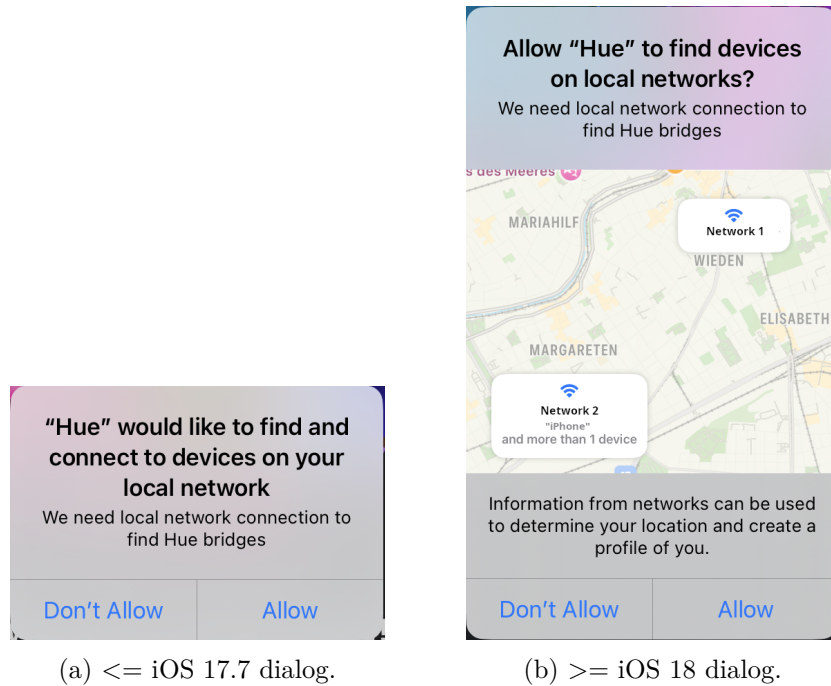 “Hue” would like to find and
connect to devices on your
local network
We need local network connection to
find Hue bridges
Don’t Allow
Allow
(a) <= iOS 17.7 dialog.
Allow “Hue” to find devices
on local networks?
We need local network connection to
find Hue bridges
s des Meeres
MARIAHILF
Network 1
WIEDEN
ELISABETH
MARGARETEN
Network 2
"iPhone"
and more than 1 device
Information from networks can be used
to determine your location and create a
profile of you.
Don’t Allow
Allow
(b) >= iOS 18 dialog.